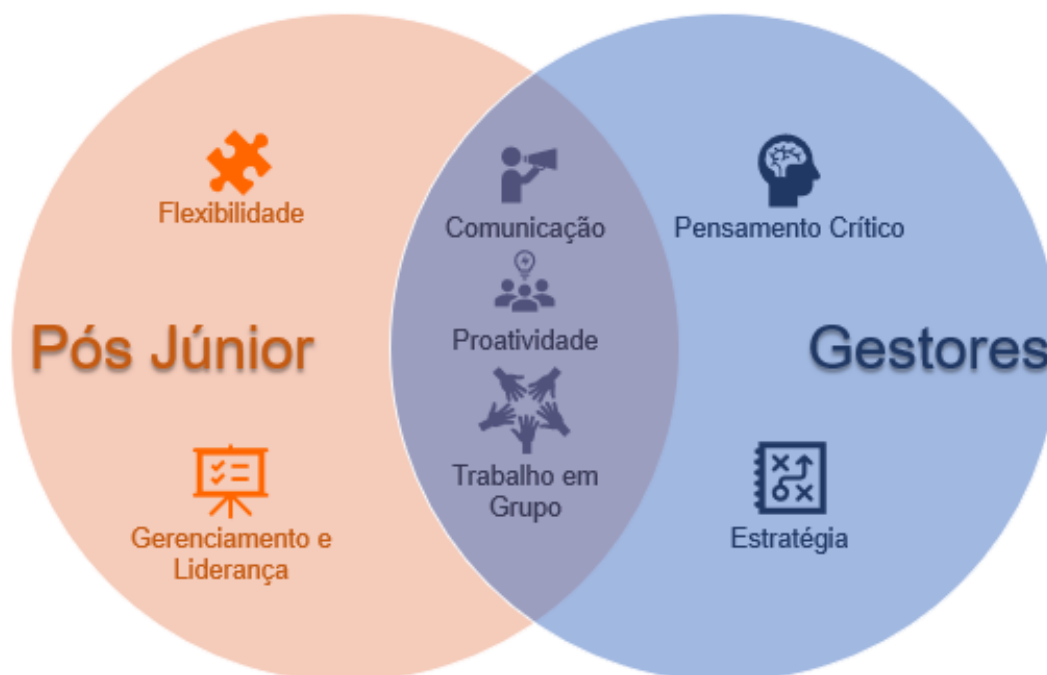 Flexibilidade
Comunicação
Pensamento Crítico
Pós Júnior
Proatividade
Gestores
Trabalho em
Grupo
Gerenciamento e
Liderança
Estratégia